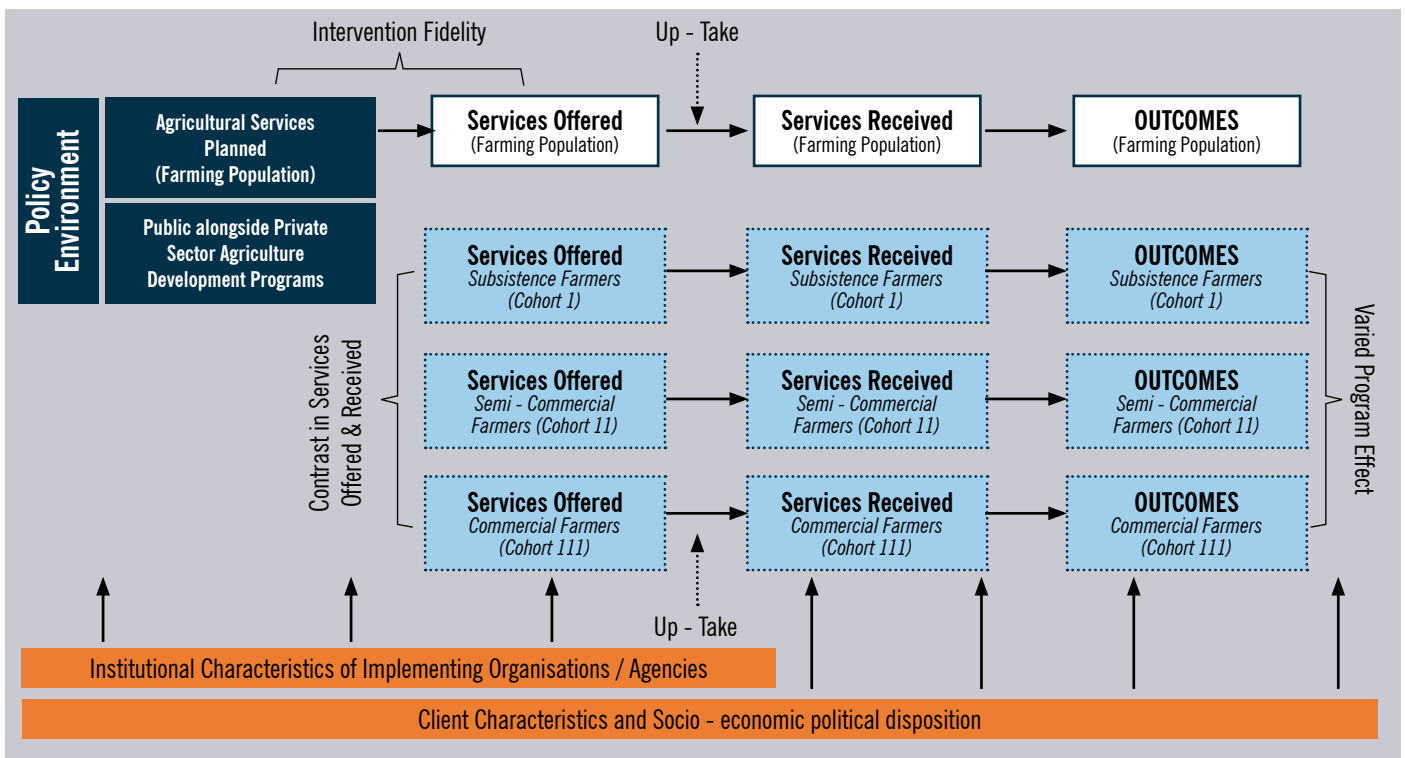 Intervention Fidelity
Up - Take
Policy
Environment
Agricultural Services
Planned
(Farming Population)
Services Offered
(Farming Population)
Services Received
(Farming Population)
OUTCOMES
(Farming Population)
Public alongside Private
Sector Agriculture
Development Programs
Contrast in Services
Offered & Received
Services Offered
Subsistence Farmers
(Cohort 1)
Services Received
Subsistence Farmers
(Cohort 1)
OUTCOMES
Subsistence Farmers
(Cohort 1)
Services Offered
Semi - Commercial
Farmers (Cohort 11)
Services Received
Semi - Commercial
Farmers (Cohort 11)
OUTCOMES
Semi - Commercial
Farmers (Cohort 11)
Services Offered
Commercial Farmers
(Cohort 111)
Services Received
Commercial Farmers
(Cohort 111)
OUTCOMES
Commercial Farmers
(Cohort 111)
Varied Program Effect
Up - Take
Institutional Characteristics of Implementing Organisations / Agencies
Client Characteristics and Socio - economic political disposition